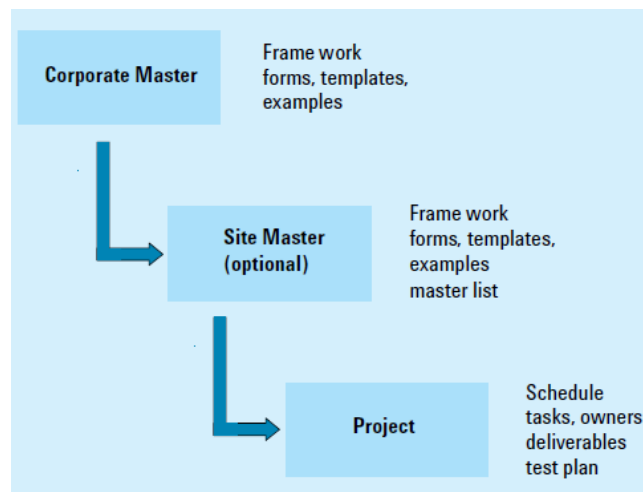 Corporate Master
Frame work
forms, templates,
examples
Site Master
(optional)
Frame work
forms, templates,
examples
master list
Project
Schedule
tasks, owners
deliverables
test plan